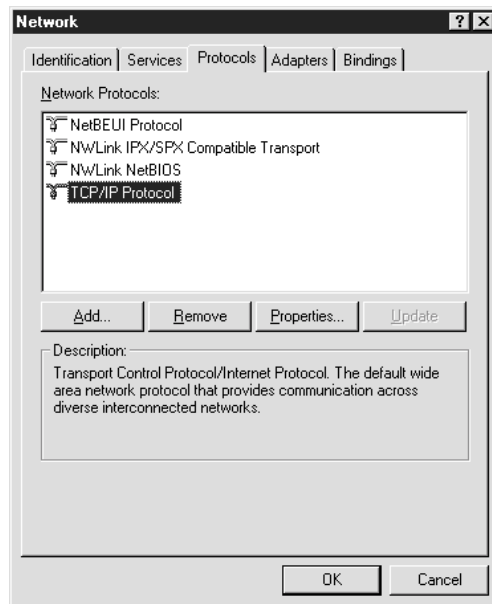 Network
Identification Services Protocols Adapters Bindings
Network Protocols:
NetBEUI Protocol
NWLink IPX/SPX Compatible Transport
NWLink NetBIOS
TCP/IP Protocol
Add... Remove Properties... Update
Description:
Transport Control Protocol/Internet Protocol. The default wide
area network protocol that provides communication across
diverse interconnected networks.
OK Cancel